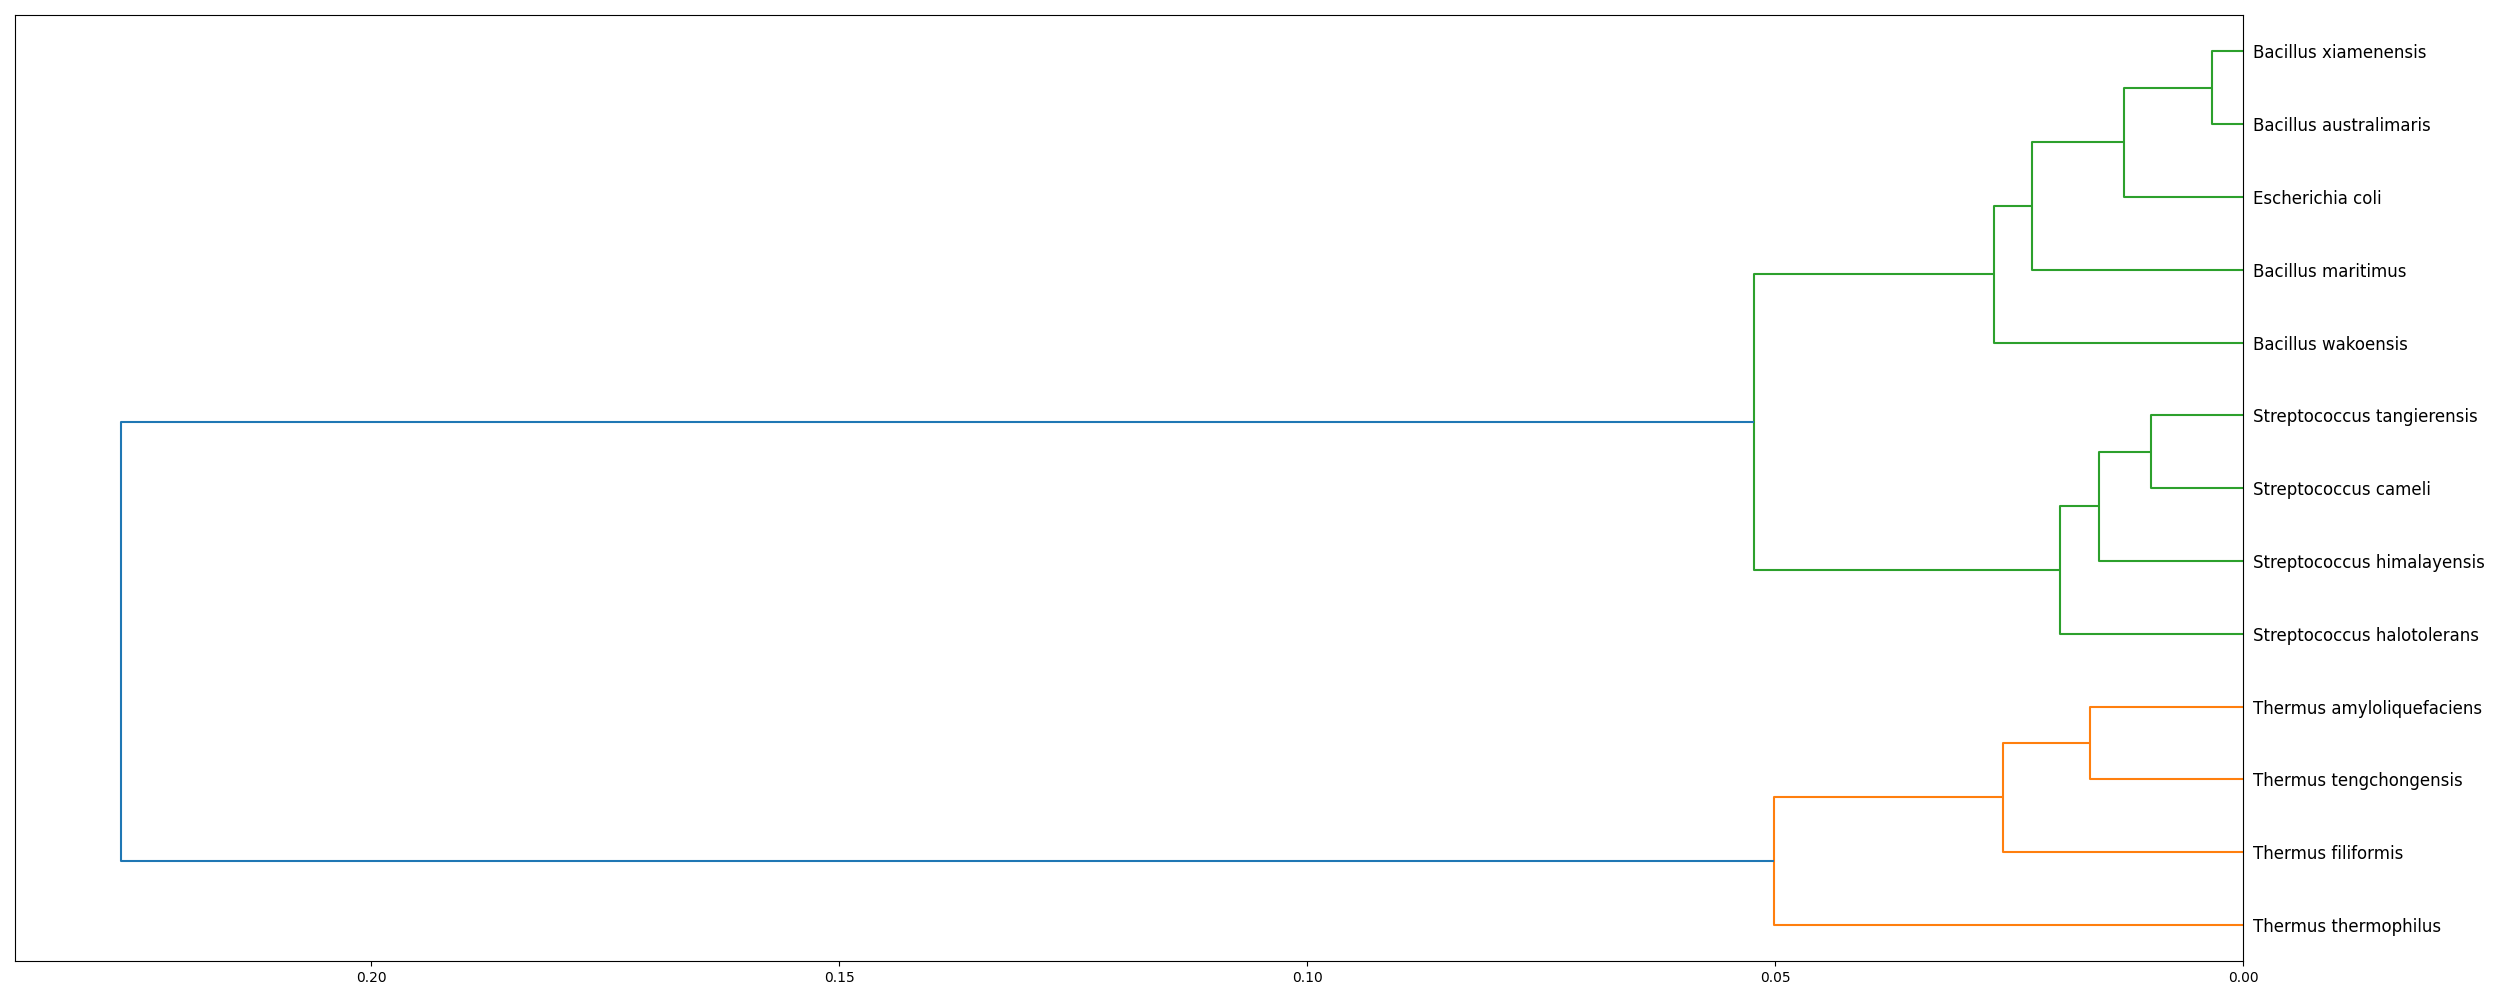 Bacillus xiamenensis
Bacillus australimaris
Escherichia coli
Bacillus maritimus
Bacillus wakoensis
Streptococcus tangierensis
Streptococcus cameli
Streptococcus himalayensis
Streptococcus halotolerans
Thermus amyloliquefaciens
Thermus tengchongensis
Thermus filiformis
Thermus thermophilus
0.20 0.15 0.10 0.05 0.00